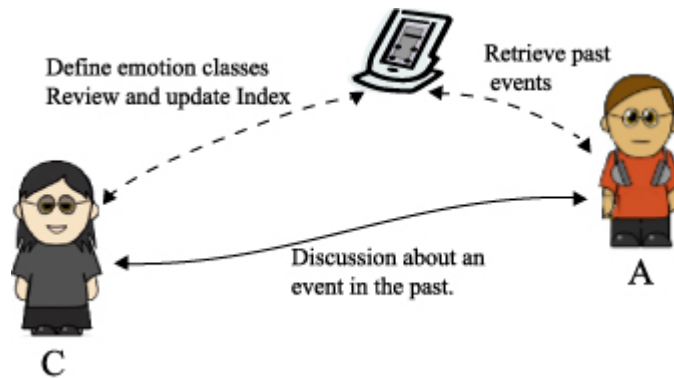 Define emotion classes
Review and update Index
Retrieve past
events
Discussion about an
event in the past.
A
C